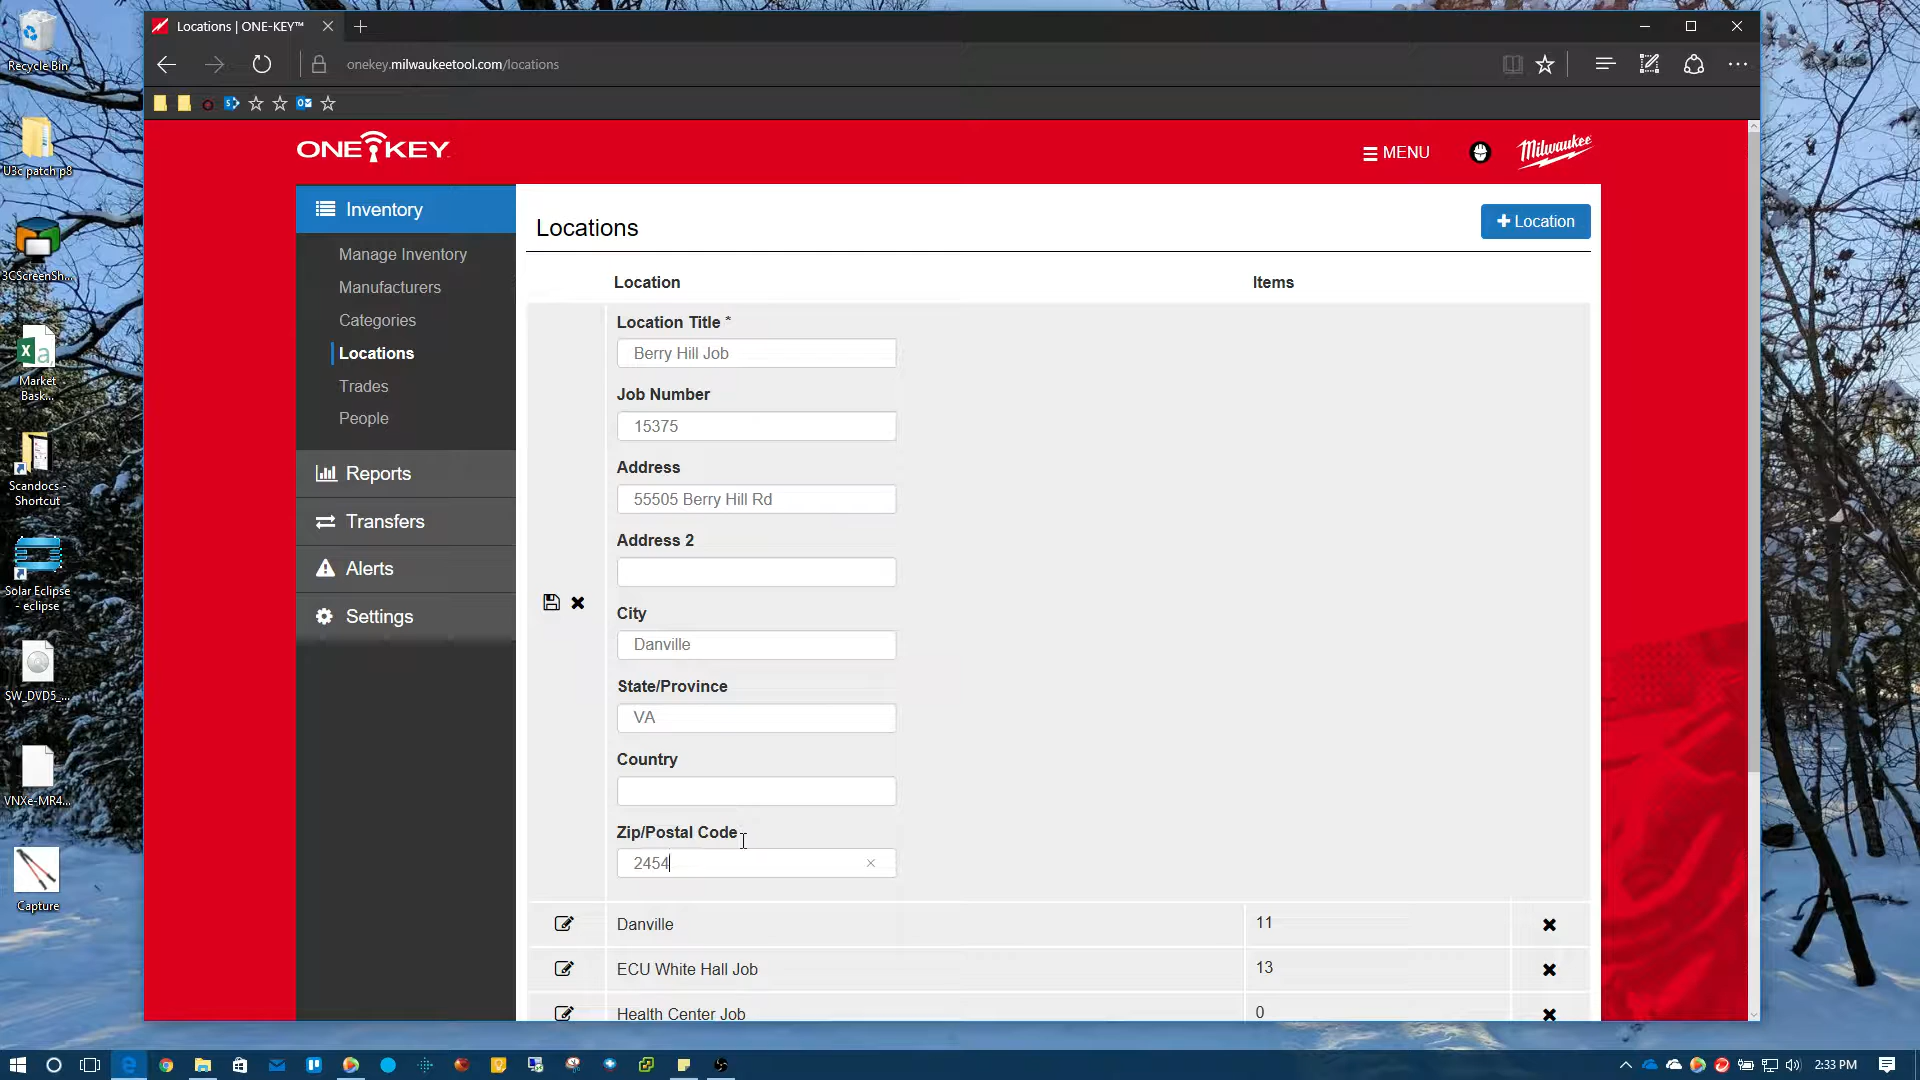 Recycle Bin
U3c patch p8
3CScreenSh...
Market
Bask...
Scandocs -
Shortcut
Solar Eclipse
- eclipse
SW_DVD5_...
VNXe-MR4...
Capture
Locations | ONE-KEY™
onekey.milwaukeetool.com/locations
ONE KEY
MENU
Milwaukee
Inventory
Manage Inventory
Manufacturers
Categories
Locations
Trades
People
Reports
Transfers
Alerts
Settings
Locations
+ Location
Location Items
Location Title *
Berry Hill Job
Job Number
15375
Address
55505 Berry Hill Rd
Address 2
City
Danville
State/Province
VA
Country
Zip/Postal Code
2454
Danville 11
ECU White Hall Job 13
Health Center Job 0
2:33 PM